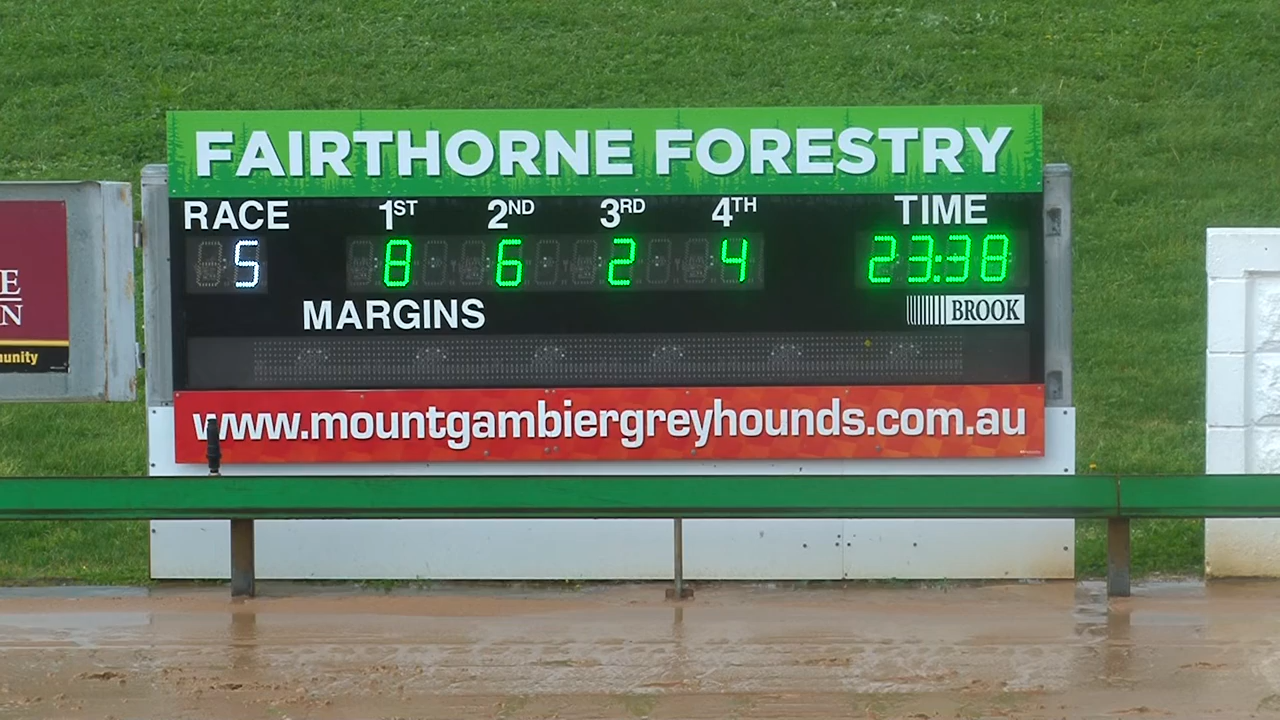 FAIRTHORNE FORESTRY
RACE 1ST 2ND 3RD 4TH TIME
5 8 6 2 4 23.38
MARGINS
BROOK
www.mountgambiergreyhounds.com.au
E
N
unity